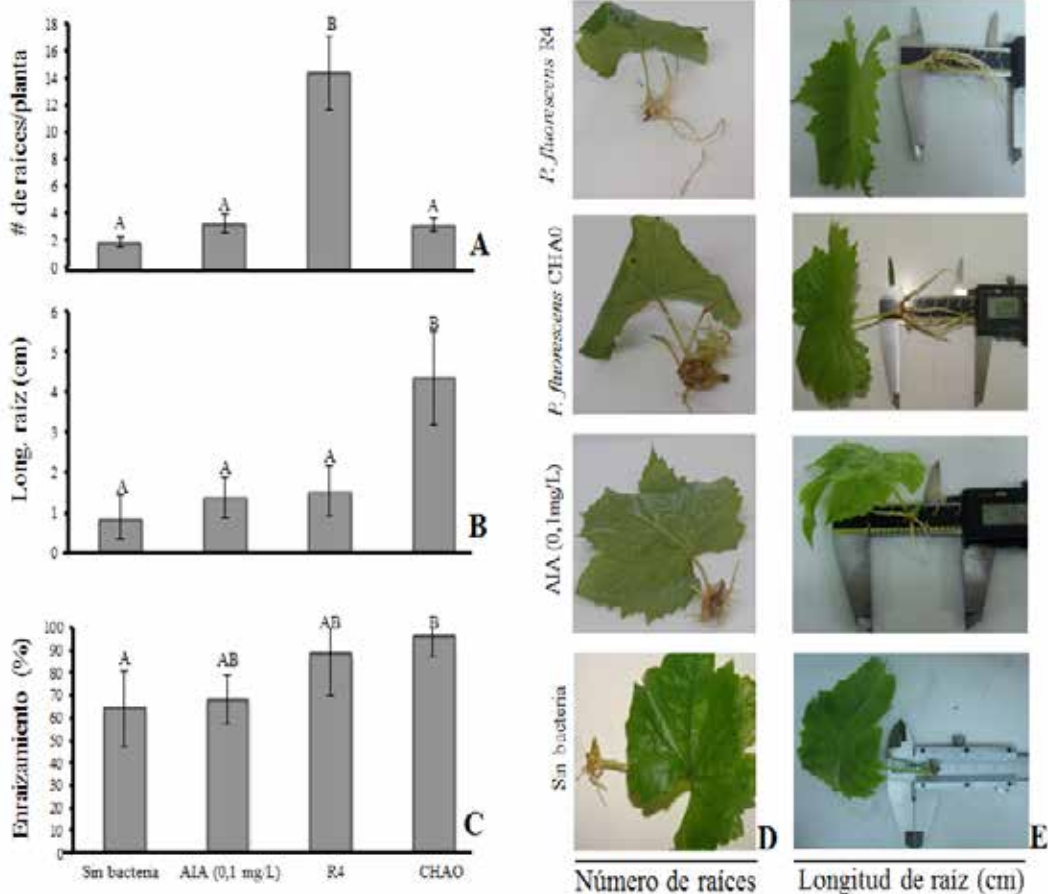 # de raíces/planta
18
16
14
12
10
8
6
4
2
0
A
A
B
A
A
Long. raíz (cm)
6
5
4
3
2
1
0
A
A
A
B
B
Enraizamiento (%)
100
90
80
70
60
50
40
30
20
10
0
A
AB
AB
B
C
Sin bacteria
AIA (0,1 mg/L)
R4
CHAO
P. fluorescens R4
P. fluorescens CHA0
AIA (0,1mg/L)
Sin bacteria
D
E
Número de raíces
Longitud de raíz (cm)